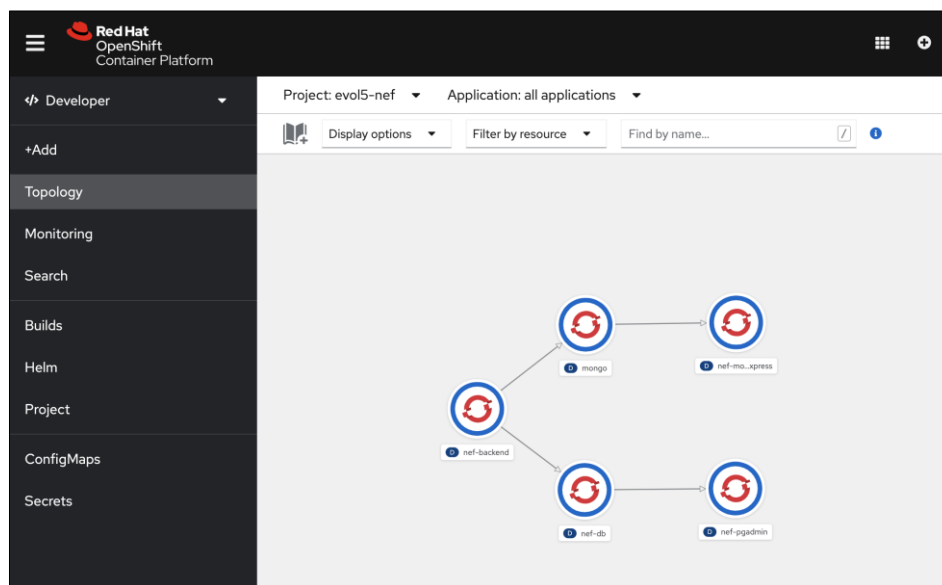 Red Hat
OpenShift
Container Platform
</> Developer
+Add
Topology
Monitoring
Search
Builds
Helm
Project
ConfigMaps
Secrets
Project: evol5-nef
Application: all applications
Display options
Filter by resource
Find by name...
/
i
D mongo
D nef-mo...xpress
D nef-backend
D nef-db
D nef-pgadmin